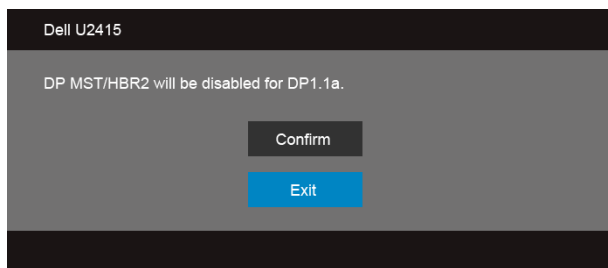 Dell U2415
DP MST/HBR2 will be disabled for DP1.1a.
Confirm
Exit